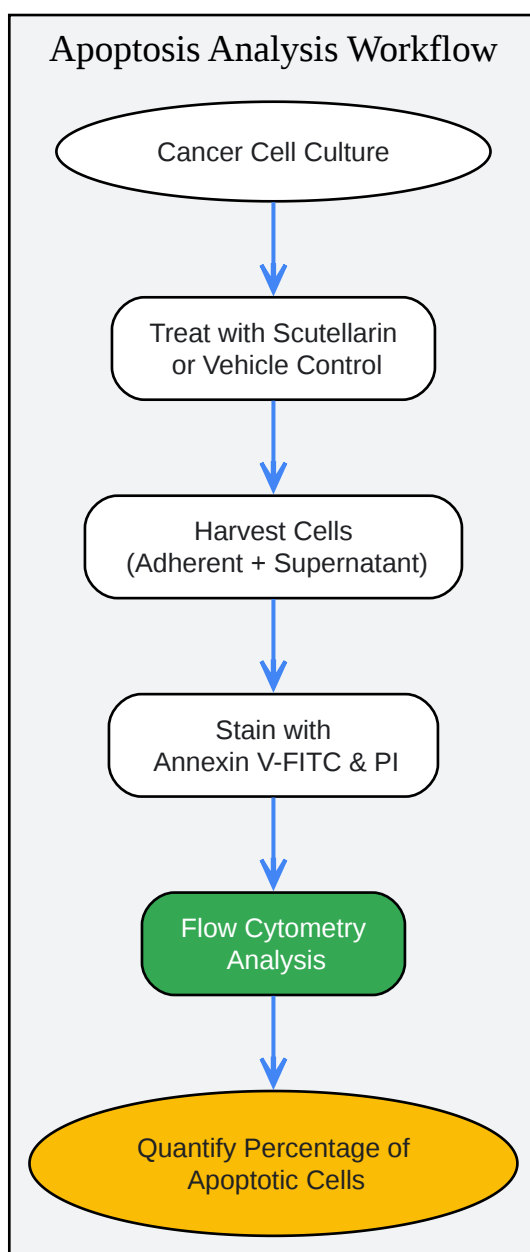 Apoptosis Analysis Workflow
Cancer Cell Culture
Treat with Scutellarin
or Vehicle Control
Harvest Cells
(Adherent + Supernatant)
Stain with
Annexin V-FITC & PI
Flow Cytometry
Analysis
Quantify Percentage of
Apoptotic Cells